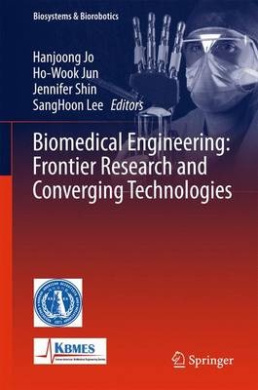 Biosystems & Biorobotics
Hanjoong Jo
Ho-Wook Jun
Jennifer Shin
SangHoon Lee Editors
Biomedical Engineering:
Frontier Research and
Converging Technologies
KBMES
Springer